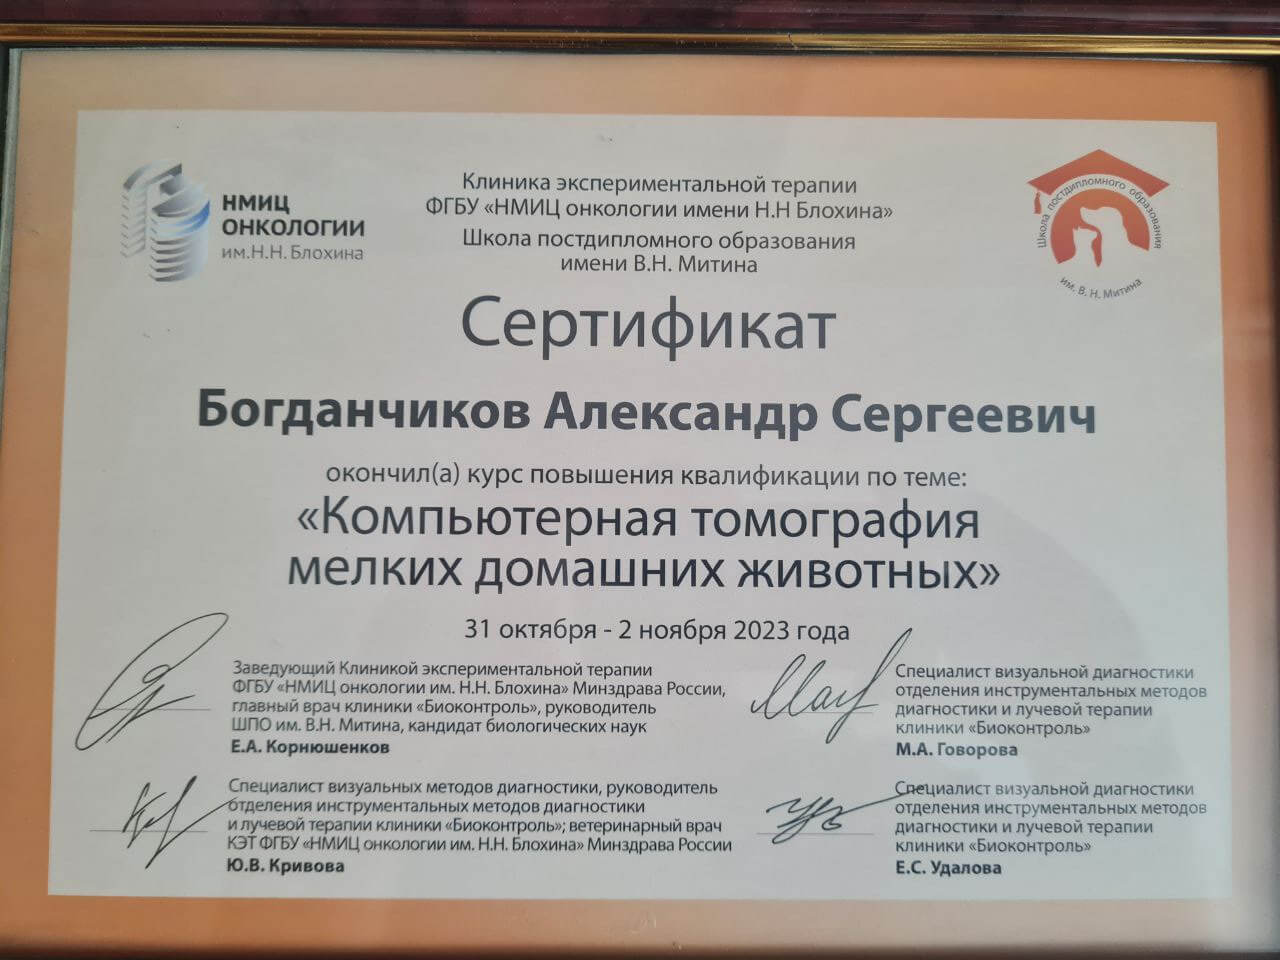 НМИЦ
ОНКОЛОГИИ
им.Н.Н. Блохина
Клиника экспериментальной терапии
ФГБУ «НМИЦ онкологии имени Н.Н Блохина»
Школа постдипломного образования
имени В.Н. Митина
Школа постдипломного образования
им. В. Н. Митина
Сертификат
Богданчиков Александр Сергеевич
окончил(а) курс повышения квалификации по теме:
«Компьютерная томография
мелких домашних животных»
31 октября - 2 ноября 2023 года
Заведующий Клиникой экспериментальной терапии
ФГБУ «НМИЦ онкологии им. Н.Н. Блохина» Минздрава России,
главный врач клиники «Биоконтроль», руководитель
ШПО им. В.Н. Митина, кандидат биологических наук
Е.А. Корнюшенков
Специалист визуальной диагностики
отделения инструментальных методов
диагностики и лучевой терапии
клиники «Биоконтроль»
М.А. Говорова
Специалист визуальных методов диагностики, руководитель
отделения инструментальных методов диагностики
и лучевой терапии клиники «Биоконтроль»; ветеринарный врач
КЭТ ФГБУ «НМИЦ онкологии им. Н.Н. Блохина» Минздрава России
Ю.В. Кривова
Специалист визуальной диагностики
отделения инструментальных методов
диагностики и лучевой терапии
клиники «Биоконтроль»
Е.С. Удалова